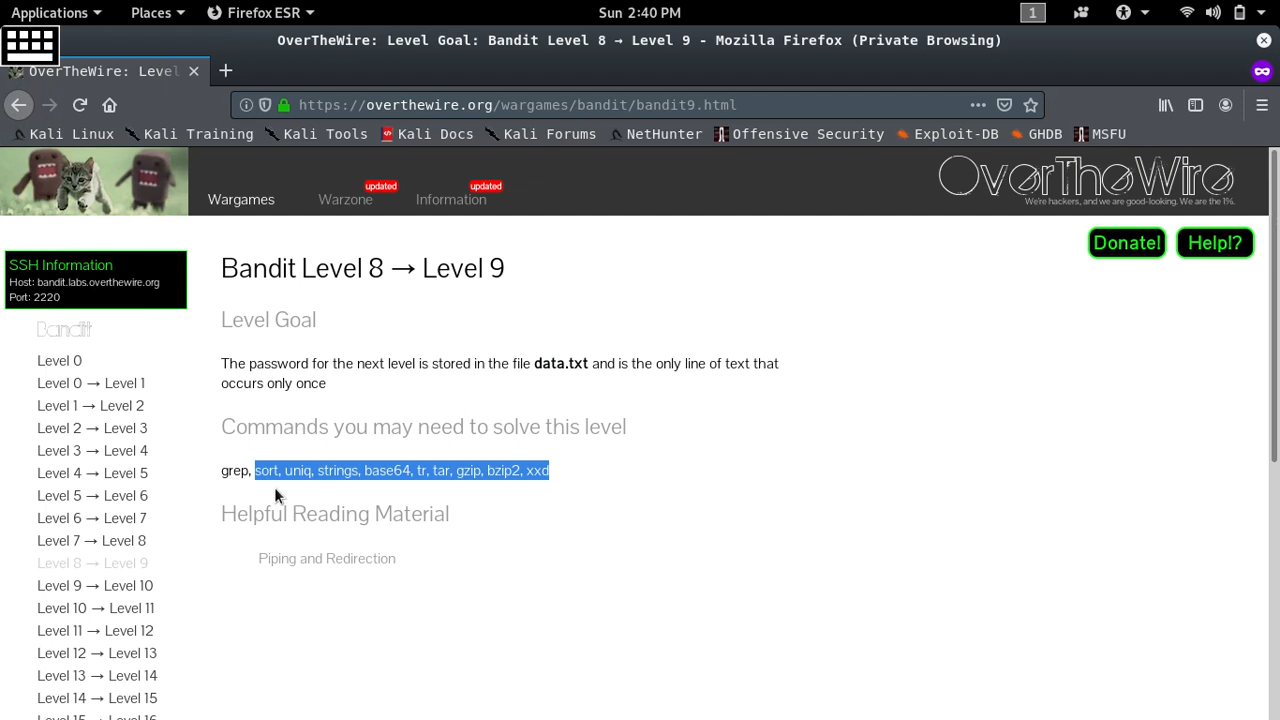 Applications Places Firefox ESR Sun 2:40 PM 1
OverTheWire: Level Goal: Bandit Level 8 → Level 9 - Mozilla Firefox (Private Browsing)
OverTheWire: Level
https://overthewire.org/wargames/bandit/bandit9.html
Kali Linux Kali Training Kali Tools Kali Docs Kali Forums NetHunter Offensive Security Exploit-DB GHDB MSFU
OverTheWire
We're hackers, and we are good-looking. We are the 1%.
updated updated
Wargames Warzone Information
Donate! Help!?
SSH Information
Host: bandit.labs.overthewire.org
Port: 2220
Bandit
Level 0
Level 0 → Level 1
Level 1 → Level 2
Level 2 → Level 3
Level 3 → Level 4
Level 4 → Level 5
Level 5 → Level 6
Level 6 → Level 7
Level 7 → Level 8
Level 8 → Level 9
Level 9 → Level 10
Level 10 → Level 11
Level 11 → Level 12
Level 12 → Level 13
Level 13 → Level 14
Level 14 → Level 15
Level 15 → Level 16
Bandit Level 8 → Level 9
Level Goal
The password for the next level is stored in the file data.txt and is the only line of text that
occurs only once
Commands you may need to solve this level
grep, sort, uniq, strings, base64, tr, tar, gzip, bzip2, xxd
Helpful Reading Material
Piping and Redirection